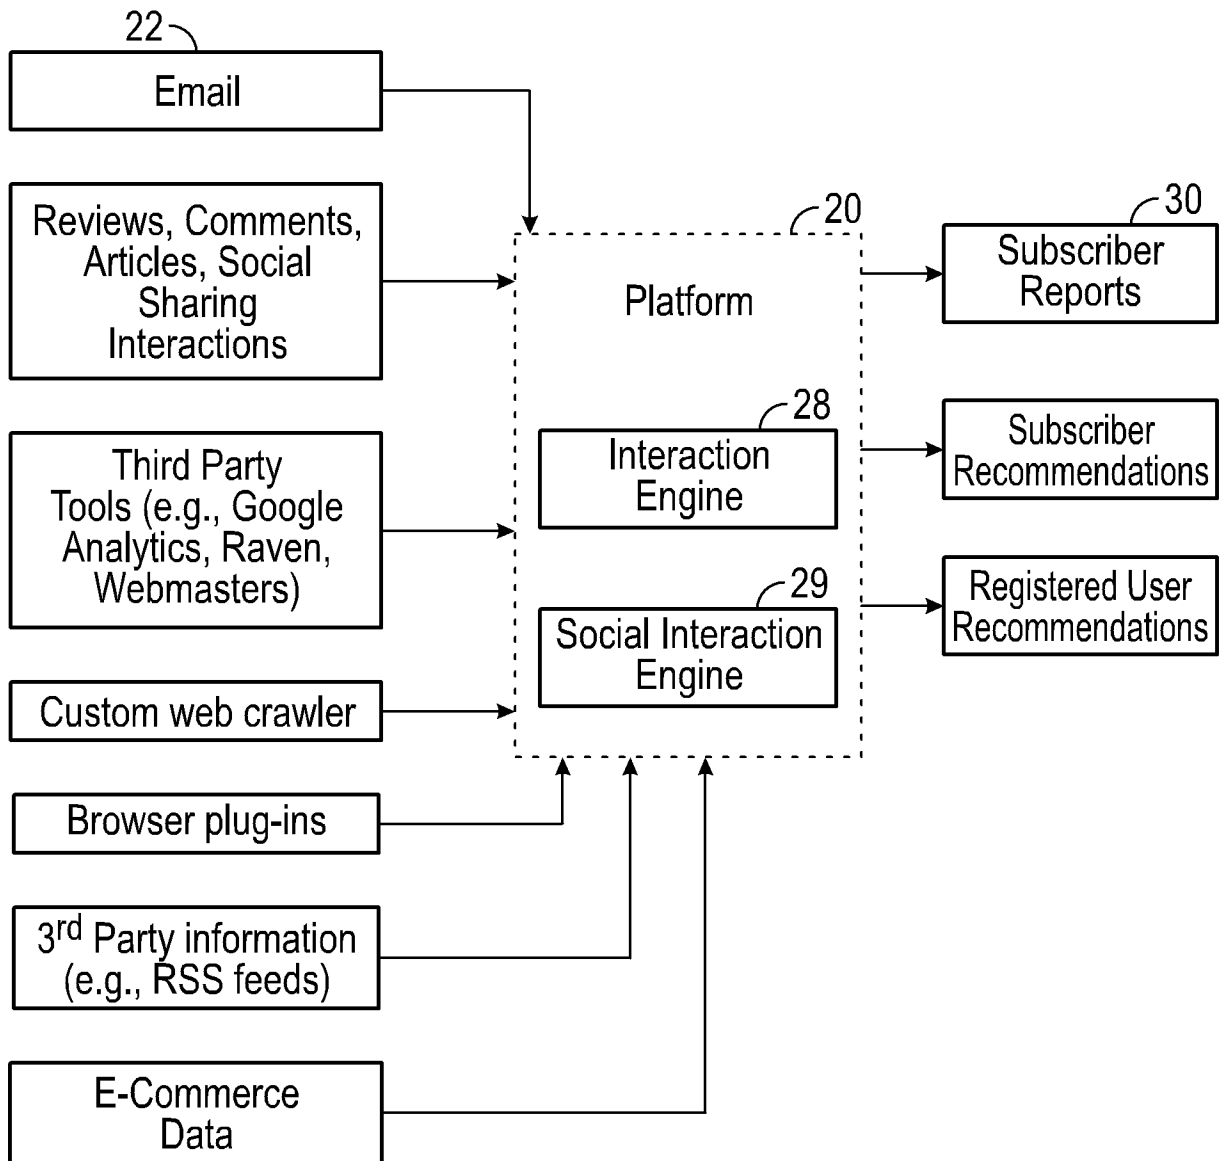 22
Email
Reviews, Comments,
Articles, Social
Sharing
Interactions
Third Party
Tools (e.g., Google
Analytics, Raven,
Webmasters)
Custom web crawler
Browser plug-ins
3rd Party information
(e.g., RSS feeds)
E-Commerce
Data
20
Platform
28
Interaction
Engine
29
Social Interaction
Engine
30
Subscriber
Reports
Subscriber
Recommendations
Registered User
Recommendations